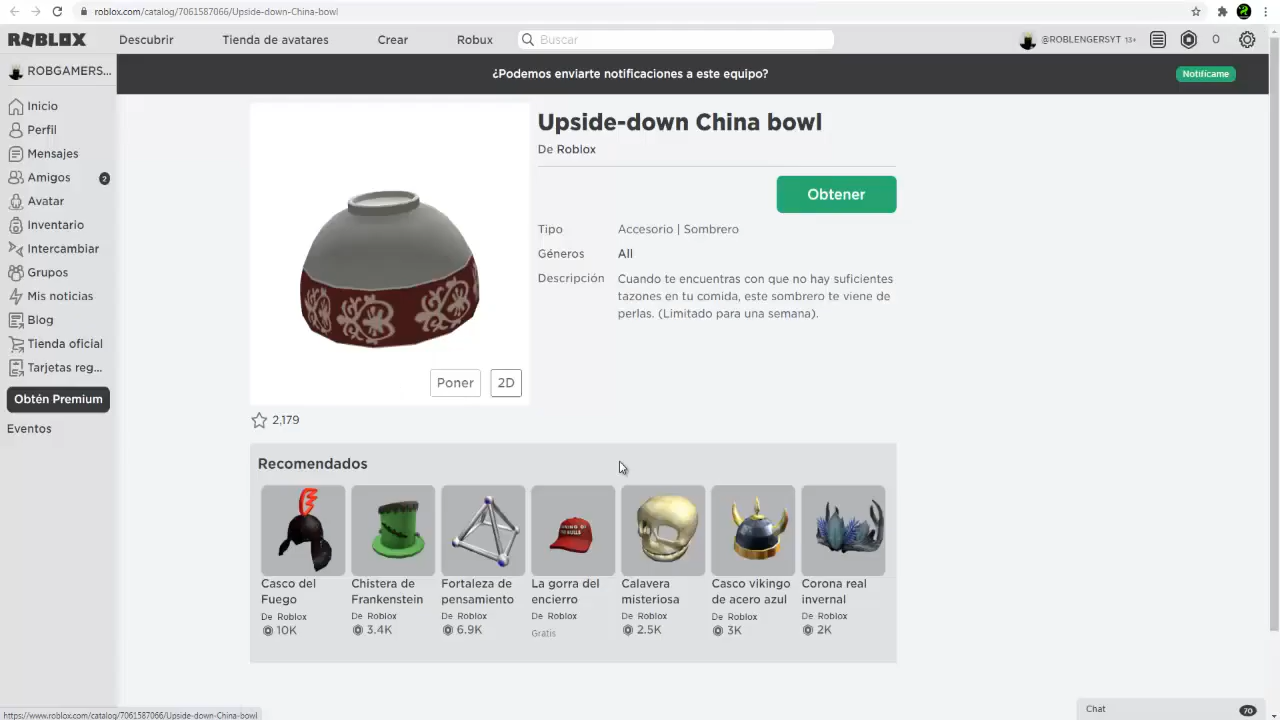 roblox.com/catalog/7061587066/Upside-down-China-bowl
ROBLOX
Descubrir
Tienda de avatares
Crear
Robux
Buscar
@ROBLENGERSYT 13+
0
ROBGAMERS...
¿Podemos enviarte notificaciones a este equipo?
Notifícame
Inicio
Perfil
Mensajes
Amigos
2
Avatar
Inventario
Intercambiar
Grupos
Mis noticias
Blog
Tienda oficial
Tarjetas reg...
Obtén Premium
Eventos
Upside-down China bowl
De Roblox
Obtener
Tipo
Accesorio | Sombrero
Géneros
All
Descripción
Cuando te encuentras con que no hay suficientes
tazones en tu comida, este sombrero te viene de
perlas. (Limitado para una semana).
Poner
2D
2,179
Recomendados
Casco del
Fuego
De Roblox
10K
Chistera de
Frankenstein
De Roblox
3.4K
Fortaleza de
pensamiento
De Roblox
6.9K
La gorra del
encierro
De Roblox
Gratis
Calavera
misteriosa
De Roblox
2.5K
Casco vikingo
de acero azul
De Roblox
3K
Corona real
invernal
De Roblox
2K
https://www.roblox.com/catalog/7061587066/Upside-down-China-bowl
Chat
70